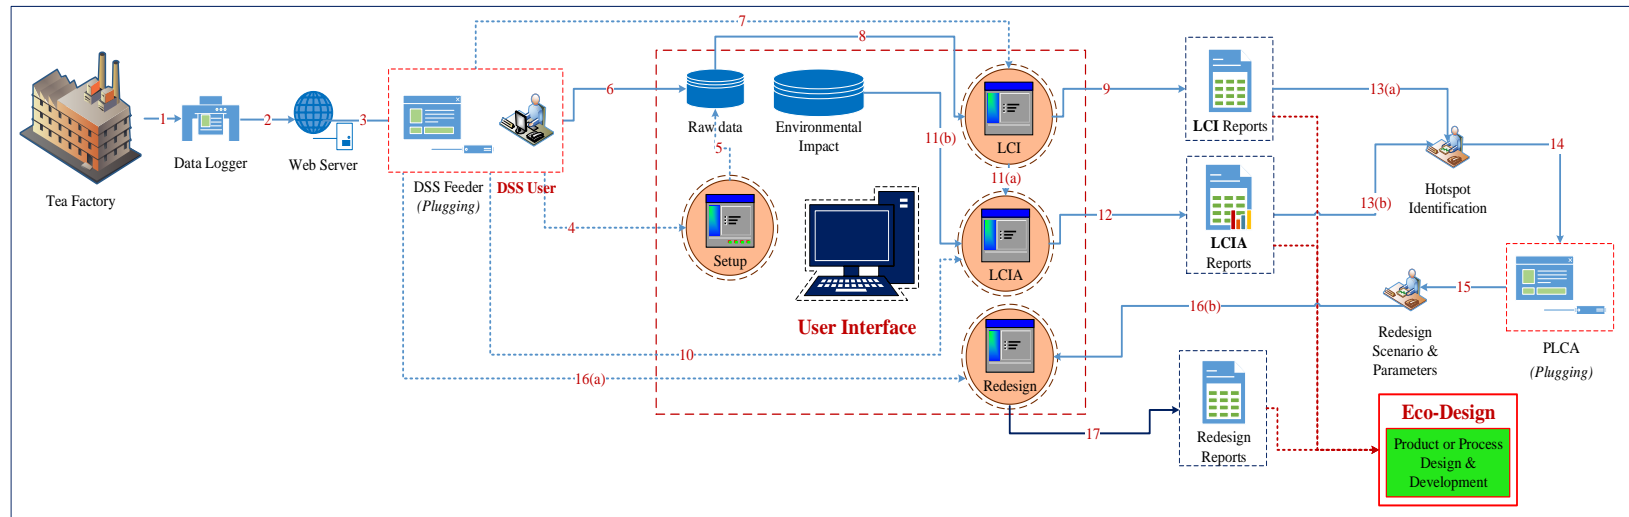 7
8
6
9
13(a)
1
2
3
Raw data
Environmental
Impact
11(b)
5
LCI
LCI Reports
Data Logger
Web Server
14
Tea Factory
DSS Feeder
(Plugging)
DSS User
11(a)
Hotspot
Identification
4
12
13(b)
Setup
LCIA
LCIA
Reports
User Interface
16(b)
15
10
16(a)
Redesign
Redesign
Scenario &
Parameters
PLCA
(Plugging)
17
Redesign
Reports
Eco-Design
Product or Process
Design &
Development